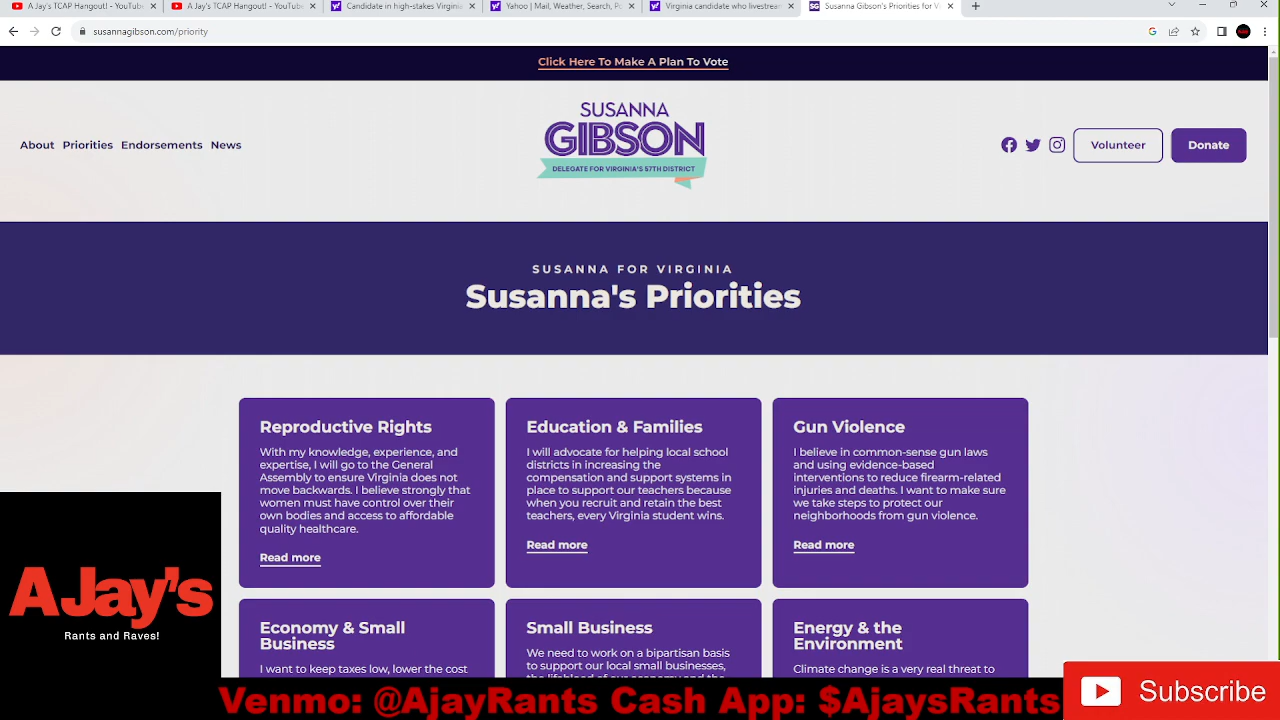 A Jay's TCAP Hangout! - YouTub
A Jay's TCAP Hangout! - YouTube
Candidate in high-stakes Virginia
Yahoo | Mail, Weather, Search, Po
Virginia candidate who livestream
Susanna Gibson's Priorities for V
susannagibson.com/priority
Click Here To Make A Plan To Vote
About Priorities Endorsements News
SUSANNA
GIBSON
DELEGATE FOR VIRGINIA'S 57TH DISTRICT
Volunteer
Donate
SUSANNA FOR VIRGINIA
Susanna's Priorities
Reproductive Rights
With my knowledge, experience, and
expertise, I will go to the General
Assembly to ensure Virginia does not
move backwards. I believe strongly that
women must have control over their
own bodies and access to affordable
quality healthcare.
Read more
Education & Families
I will advocate for helping local school
districts in increasing the
compensation and support systems in
place to support our teachers because
when you recruit and retain the best
teachers, every Virginia student wins.
Read more
Gun Violence
I believe in common-sense gun laws
and using evidence-based
interventions to reduce firearm-related
injuries and deaths. I want to make sure
we take steps to protect our
neighborhoods from gun violence.
Read more
Economy & Small
Business
I want to keep taxes low, lower the cost
Small Business
We need to work on a bipartisan basis
to support our local small businesses,
Energy & the
Environment
Climate change is a very real threat to
A Jay's
Rants and Raves!
Venmo: @AjayRants Cash App: $AjaysRants
Subscribe